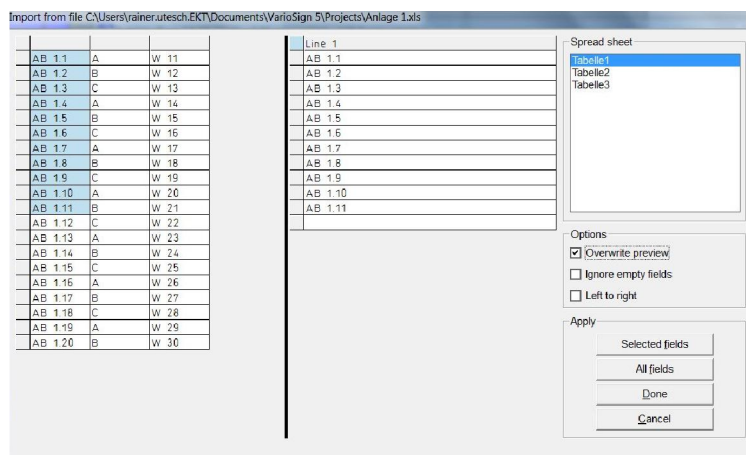 Import from file C:\Users\rainer.utesch.EKT\Documents\VarioSign 5\Projects\Anlage 1.xls
AB 1.1 A W 11
AB 1.2 B W 12
AB 1.3 C W 13
AB 1.4 A W 14
AB 1.5 B W 15
AB 1.6 C W 16
AB 1.7 A W 17
AB 1.8 B W 18
AB 1.9 C W 19
AB 1.10 A W 20
AB 1.11 B W 21
AB 1.12 C W 22
AB 1.13 A W 23
AB 1.14 B W 24
AB 1.15 C W 25
AB 1.16 A W 26
AB 1.17 B W 27
AB 1.18 C W 28
AB 1.19 A W 29
AB 1.20 B W 30
Line 1
AB 1.1
AB 1.2
AB 1.3
AB 1.4
AB 1.5
AB 1.6
AB 1.7
AB 1.8
AB 1.9
AB 1.10
AB 1.11
Spread sheet
Tabelle1
Tabelle2
Tabelle3
Options
Overwrite preview
Ignore empty fields
Left to right
Apply
Selected fields
All fields
Done
Cancel